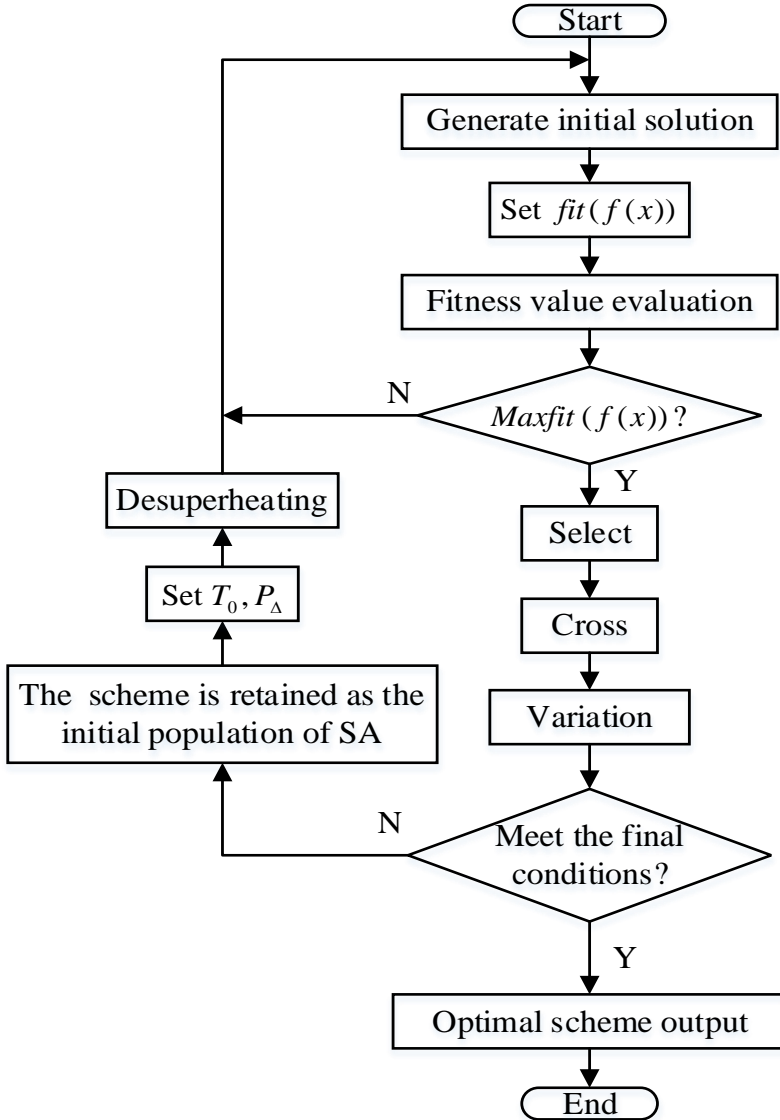 Start
Generate initial solution
Set fit(f(x))
Fitness value evaluation
N
Maxfit(f(x))?
Y
Desuperheating
Select
Set T₀, P_Δ
Cross
The scheme is retained as the
initial population of SA
Variation
N
Meet the final
conditions?
Y
Optimal scheme output
End